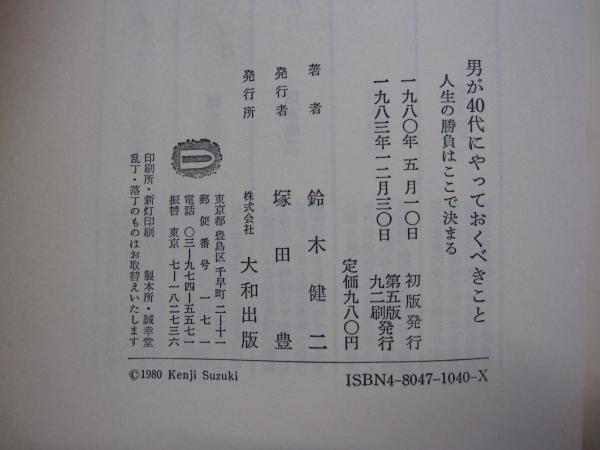 男が40代にやっておくべきこと
人生の勝負はここで決まる
一九八〇年 五 月一〇日 初 版 発 行
一九八三年一二月三〇日 第五版 九二刷発行
定価九八〇円
著 者 鈴 木 健 二
発行者 塚 田 豊
発行所 株式会社 大和出版
東京都 豊島区 千早町 二―十一
郵 便 番 号 一 七 一
電話 〇三―九七四―五五七一
振替 東京 七―一八二七三六
印刷所・新灯印刷 製本所・誠幸堂
乱丁・落丁のものはお取替えいたします
©1980 Kenji Suzuki
ISBN4-8047-1040-X